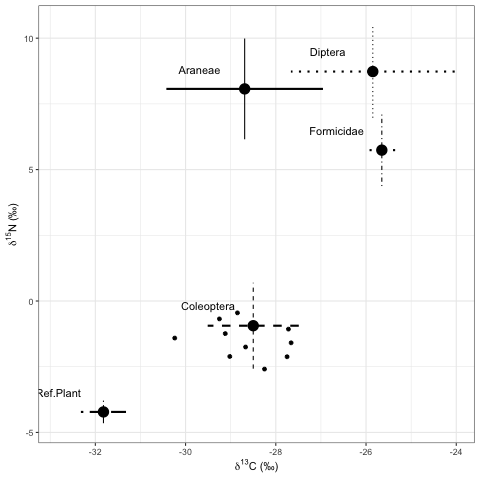 10
5
0
-5
δ15N (‰)
Diptera
Araneae
Formicidae
Coleoptera
Ref.Plant
-32
-30
-28
-26
-24
δ13C (‰)